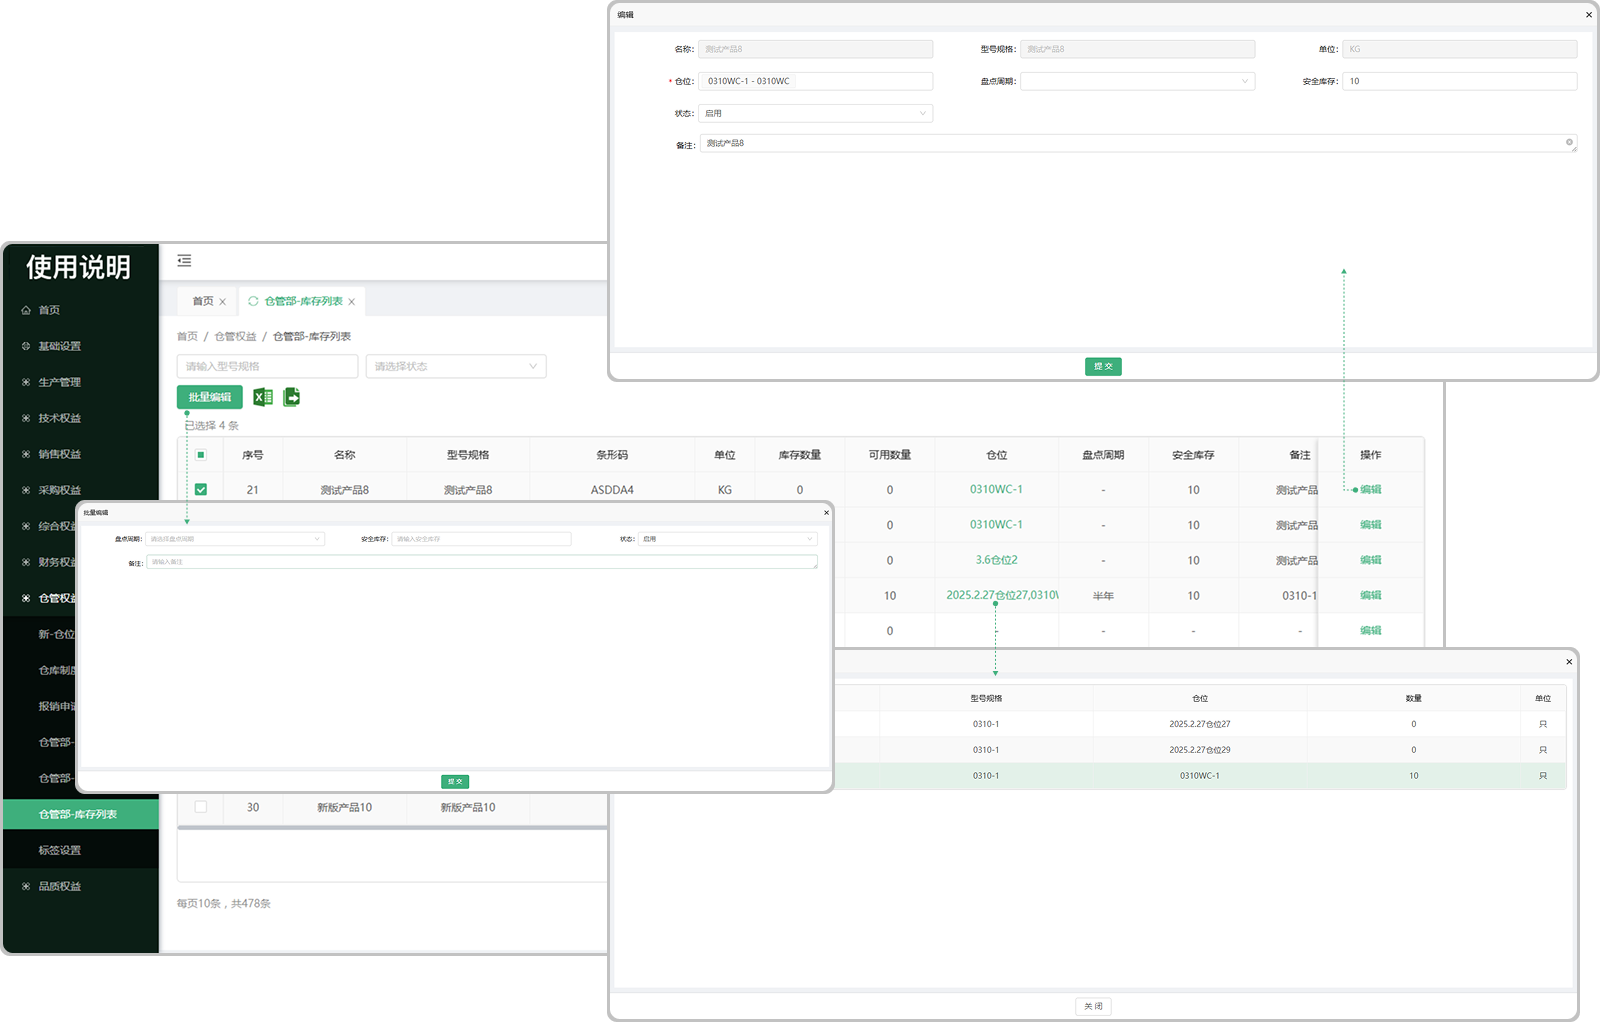 编辑
名称: 测试产品8 型号规格: 测试产品8 单位: KG
* 仓位: 0310WC-1 - 0310WC 盘点周期: 安全库存: 10
状态: 启用
备注: 测试产品8
提 交
使用说明
首页
基础设置
生产管理
技术权益
销售权益
采购权益
综合权益
财务权益
仓管权益
新-仓位
仓库制度
报销申请
仓管部-
仓管部-
仓管部-库存列表
标签设置
品质权益
首页 仓管部-库存列表
首页 / 仓管权益 / 仓管部-库存列表
请输入型号规格 请选择状态
批量编辑
已选择 4 条
序号 名称 型号规格 条形码 单位 库存数量 可用数量 仓位 盘点周期 安全库存 备注 操作
21 测试产品8 测试产品8 ASDDA4 KG 0 0 0310WC-1 - 10 测试产品 编辑
0 0310WC-1 - 10 测试产品 编辑
0 3.6仓位2 - 10 测试产品 编辑
10 2025.2.27仓位27,0310W 半年 10 0310-1 编辑
0 - - - - 编辑
30 新版产品10 新版产品10
每页10条，共478条
批量编辑
盘点周期: 请选择盘点周期 安全库存: 请输入安全库存 状态: 启用
备注: 请输入备注
提 交
型号规格 仓位 数量 单位
0310-1 2025.2.27仓位27 0 只
0310-1 2025.2.27仓位29 0 只
0310-1 0310WC-1 10 只
关 闭